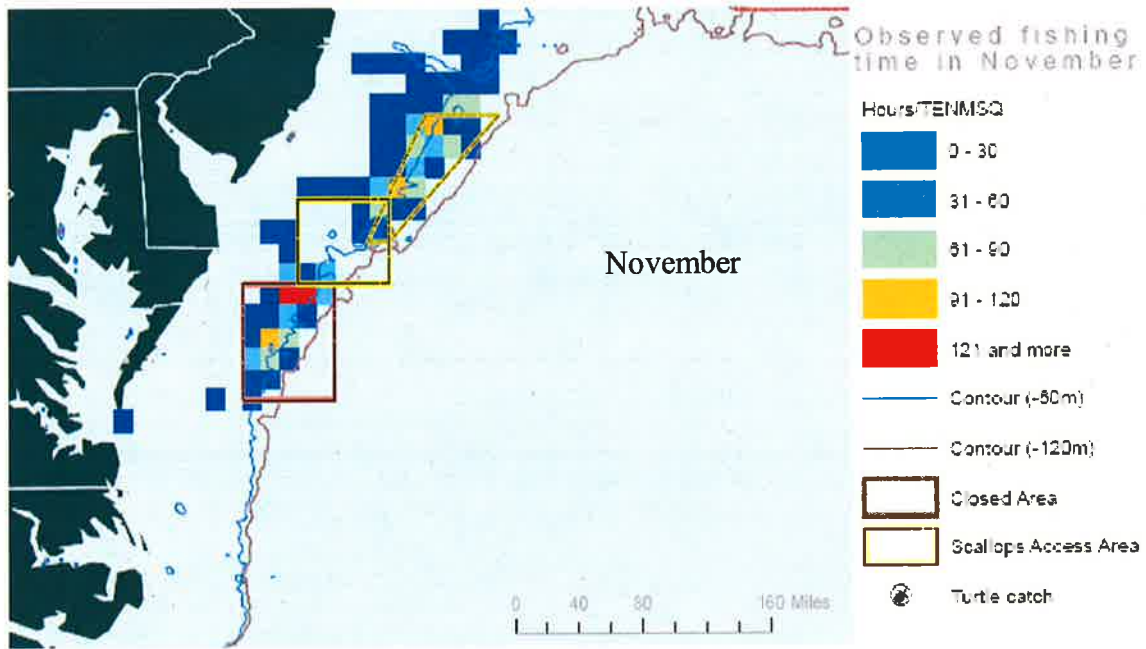 Observed fishing
time in November
Hours/TENMSQ
0 - 30
31 - 60
61 - 90
91 - 120
121 and more
Contour (-60m)
Contour (-120m)
Closed Area
Scallops Access Area
Turtle catch
November
0 40 80 160 Miles